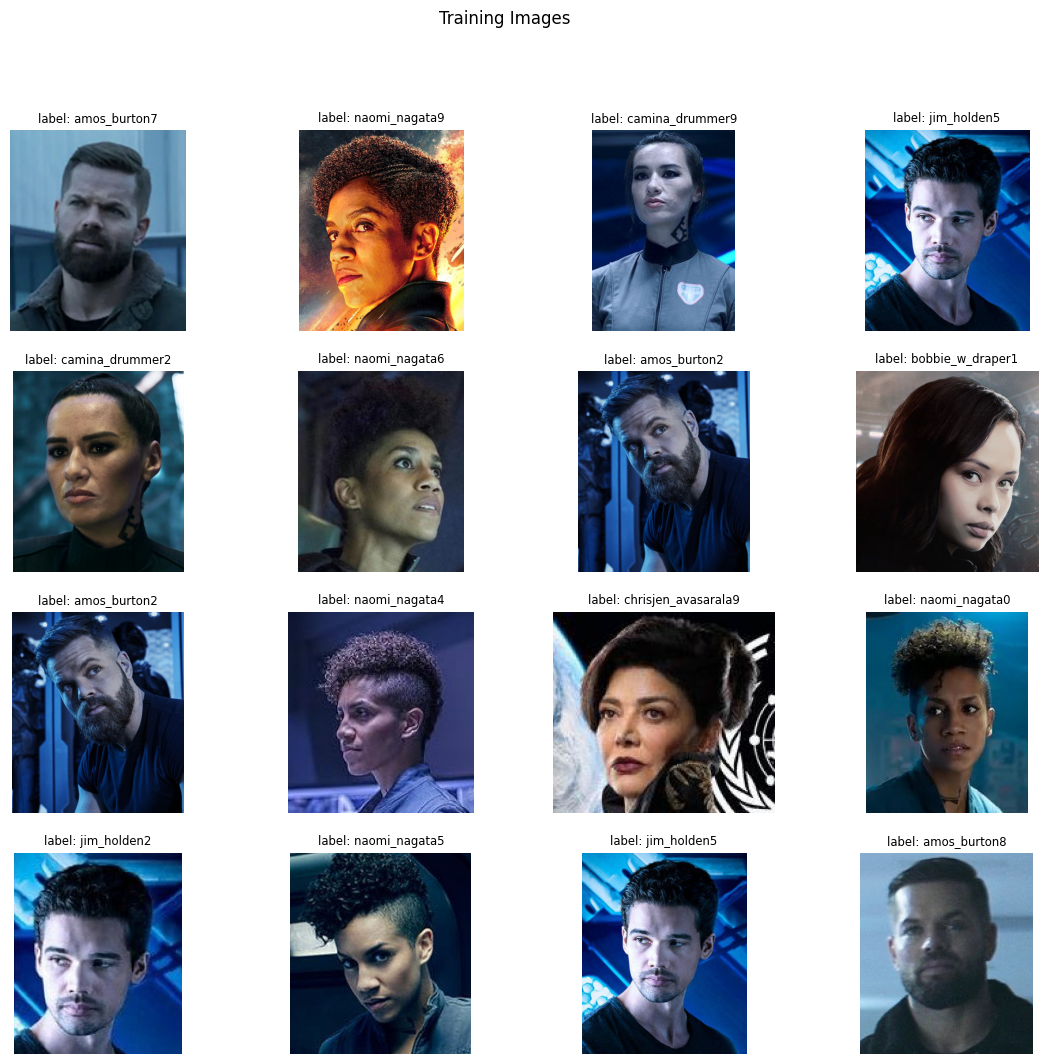 Training Images
label: amos_burton7
label: naomi_nagata9
label: camina_drummer9
label: jim_holden5
label: camina_drummer2
label: naomi_nagata6
label: amos_burton2
label: bobbie_w_draper1
label: amos_burton2
label: naomi_nagata4
label: chrisjen_avasarala9
label: naomi_nagata0
label: jim_holden2
label: naomi_nagata5
label: jim_holden5
label: amos_burton8